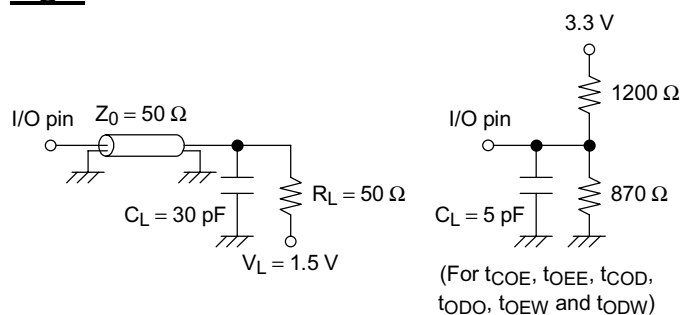 3.3 V
1200 Ω
I/O pin
Z0 = 50 Ω
I/O pin
RL = 50 Ω
870 Ω
CL = 30 pF
CL = 5 pF
VL = 1.5 V
(For tCOE, tOEE, tCOD,
tODO, tOEW and tODW)